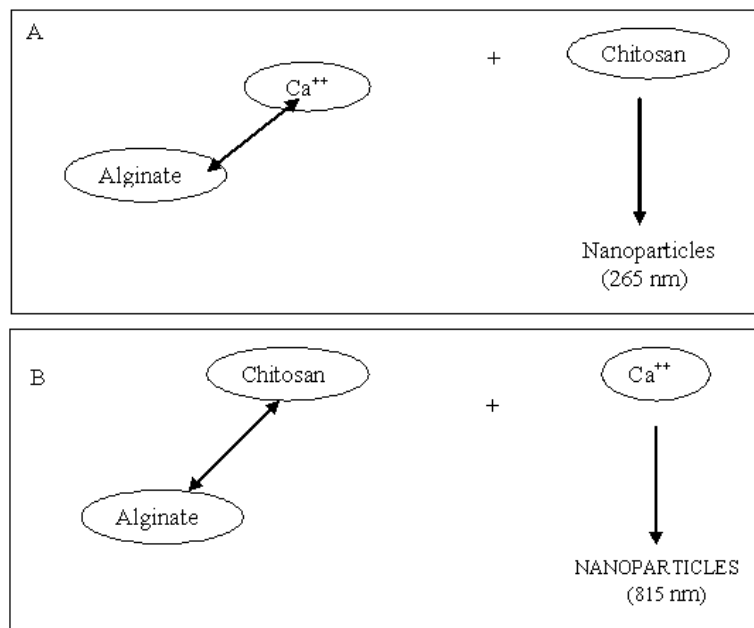 A
Ca++
+
Chitosan
Alginate
Nanoparticles
(265 nm)
B
Chitosan
Ca++
+
Alginate
NANOPARTICLES
(815 nm)